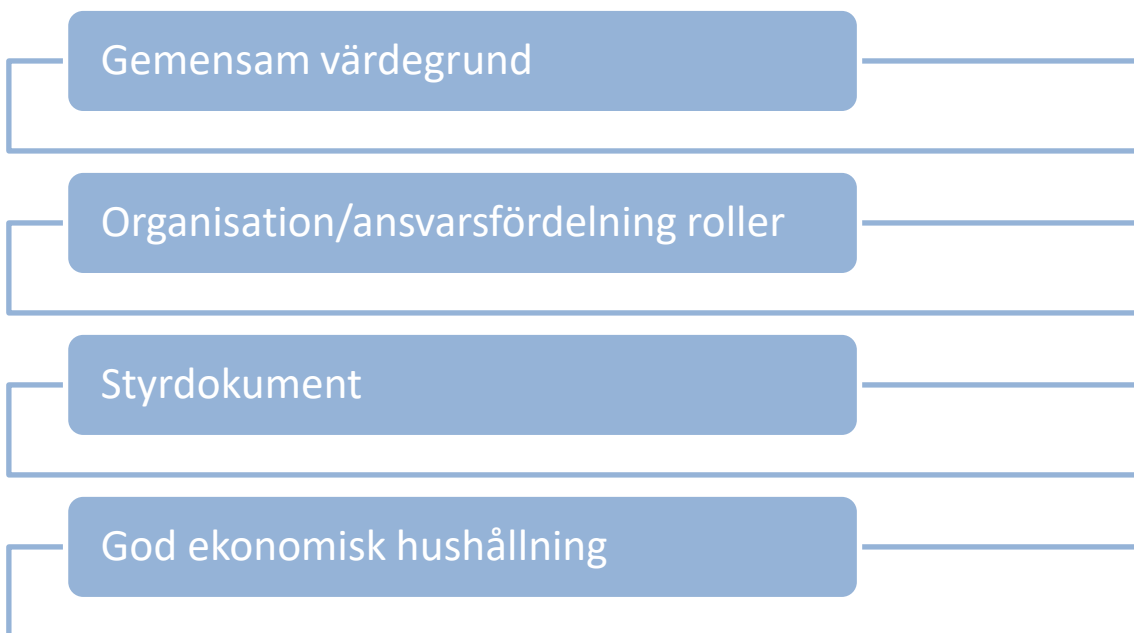 Gemensam värdegrund
Organisation/ansvarsfördelning roller
Styrdokument
God ekonomisk hushållning